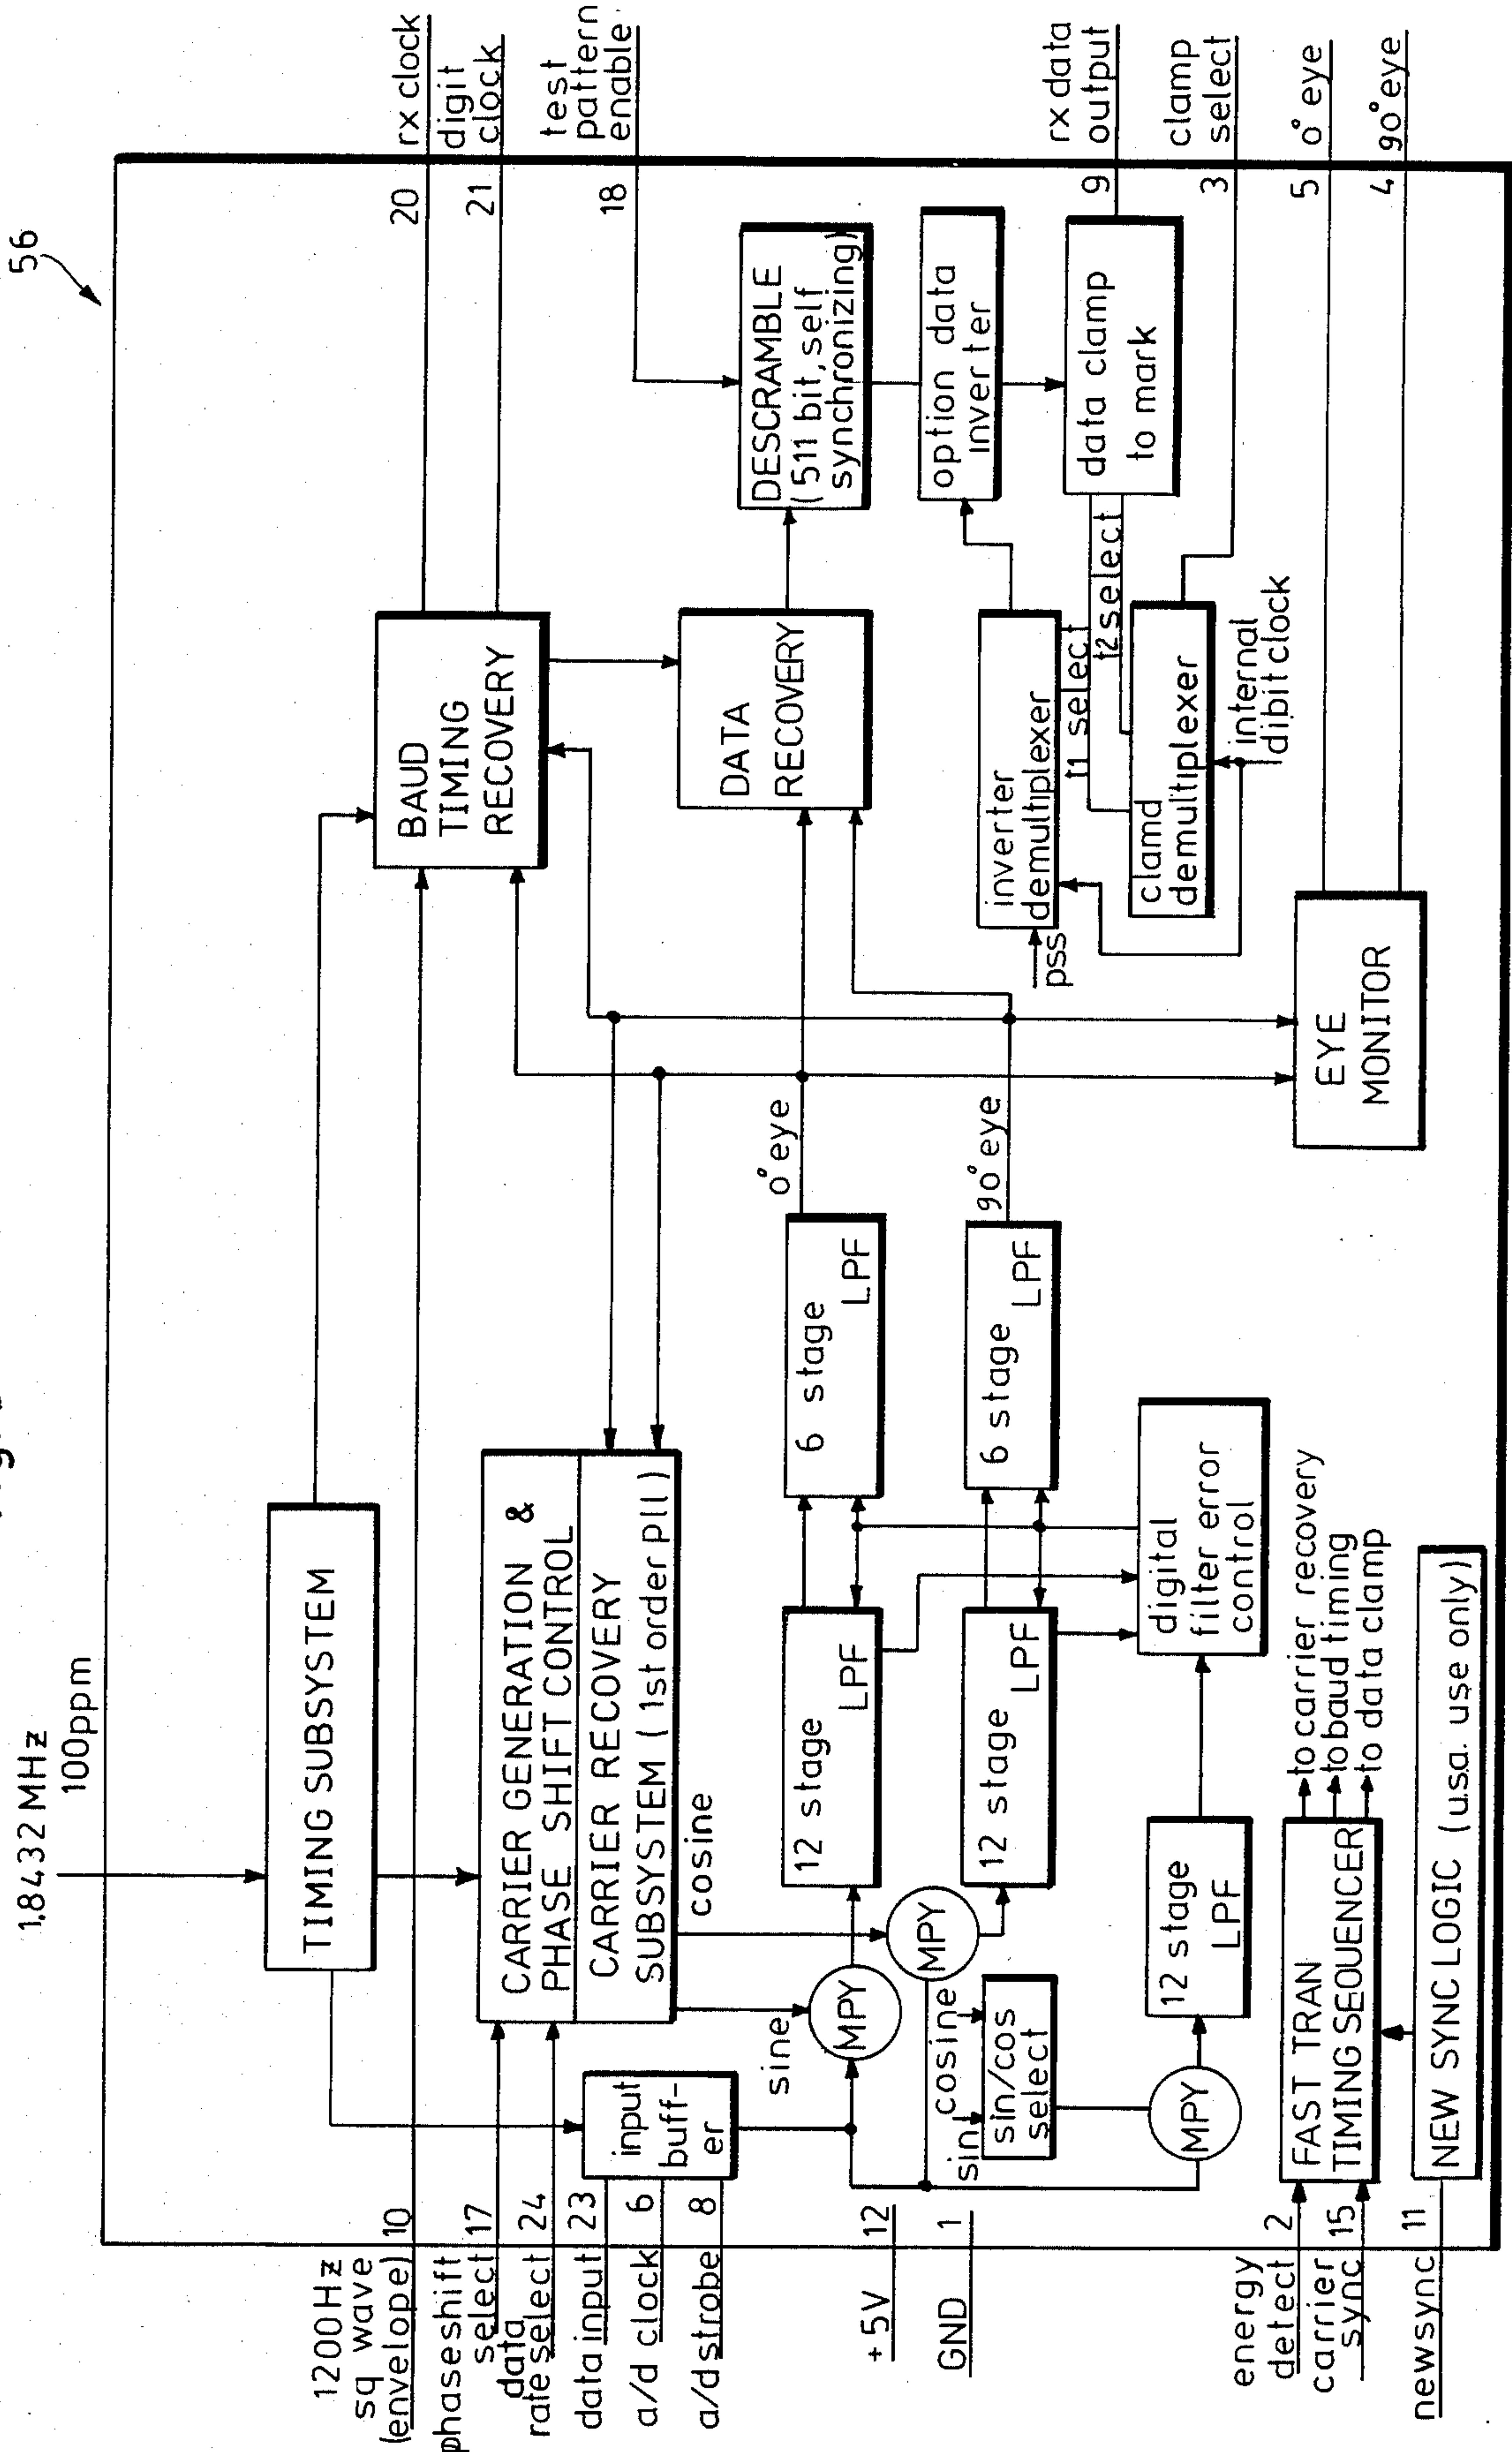 56
1,8432 MHz
100ppm
TIMING SUBSYSTEM
CARRIER GENERATION &
PHASE SHIFT CONTROL
CARRIER RECOVERY
SUBSYSTEM (1st order pll)
BAUD
TIMING
RECOVERY
20
rx clock
21
digit
clock
18
test
pattern
enable
1200Hz
sq wave
(envelope)
10
phaseshift
select
17
data
rate select
24
data input
23
a/d clock
6
a/d strobe
8
input
buff-
er
sine
cosine
MPY
MPY
12 stage
LPF
6 stage
LPF
0° eye
12 stage
LPF
6 stage
LPF
90° eye
DATA
RECOVERY
DESCRAMBLE
(511 bit, self
synchronizing)
option data
inverter
data clamp
to mark
9
rx data
output
3
clamp
select
inverter
demultiplexer
pss
t1 select
t2 select
clamd
demultiplexer
internal
dibit clock
+5V
12
GND
1
sin
cosine
sin/cos
select
MPY
12 stage
LPF
digital
filter error
control
EYE
MONITOR
5
0° eye
4
90° eye
energy
detect
2
carrier
sync
15
FAST TRAN
TIMING SEQUENCER
to carrier recovery
to baud timing
to data clamp
newsync
11
NEW SYNC LOGIC (u.s.a. use only)